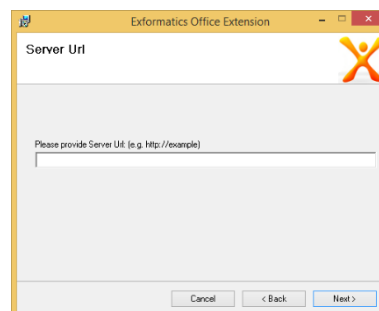 Exformatics Office Extension
Server Url
Please provide Server Url: (e.g. http://example)
Cancel
< Back
Next >